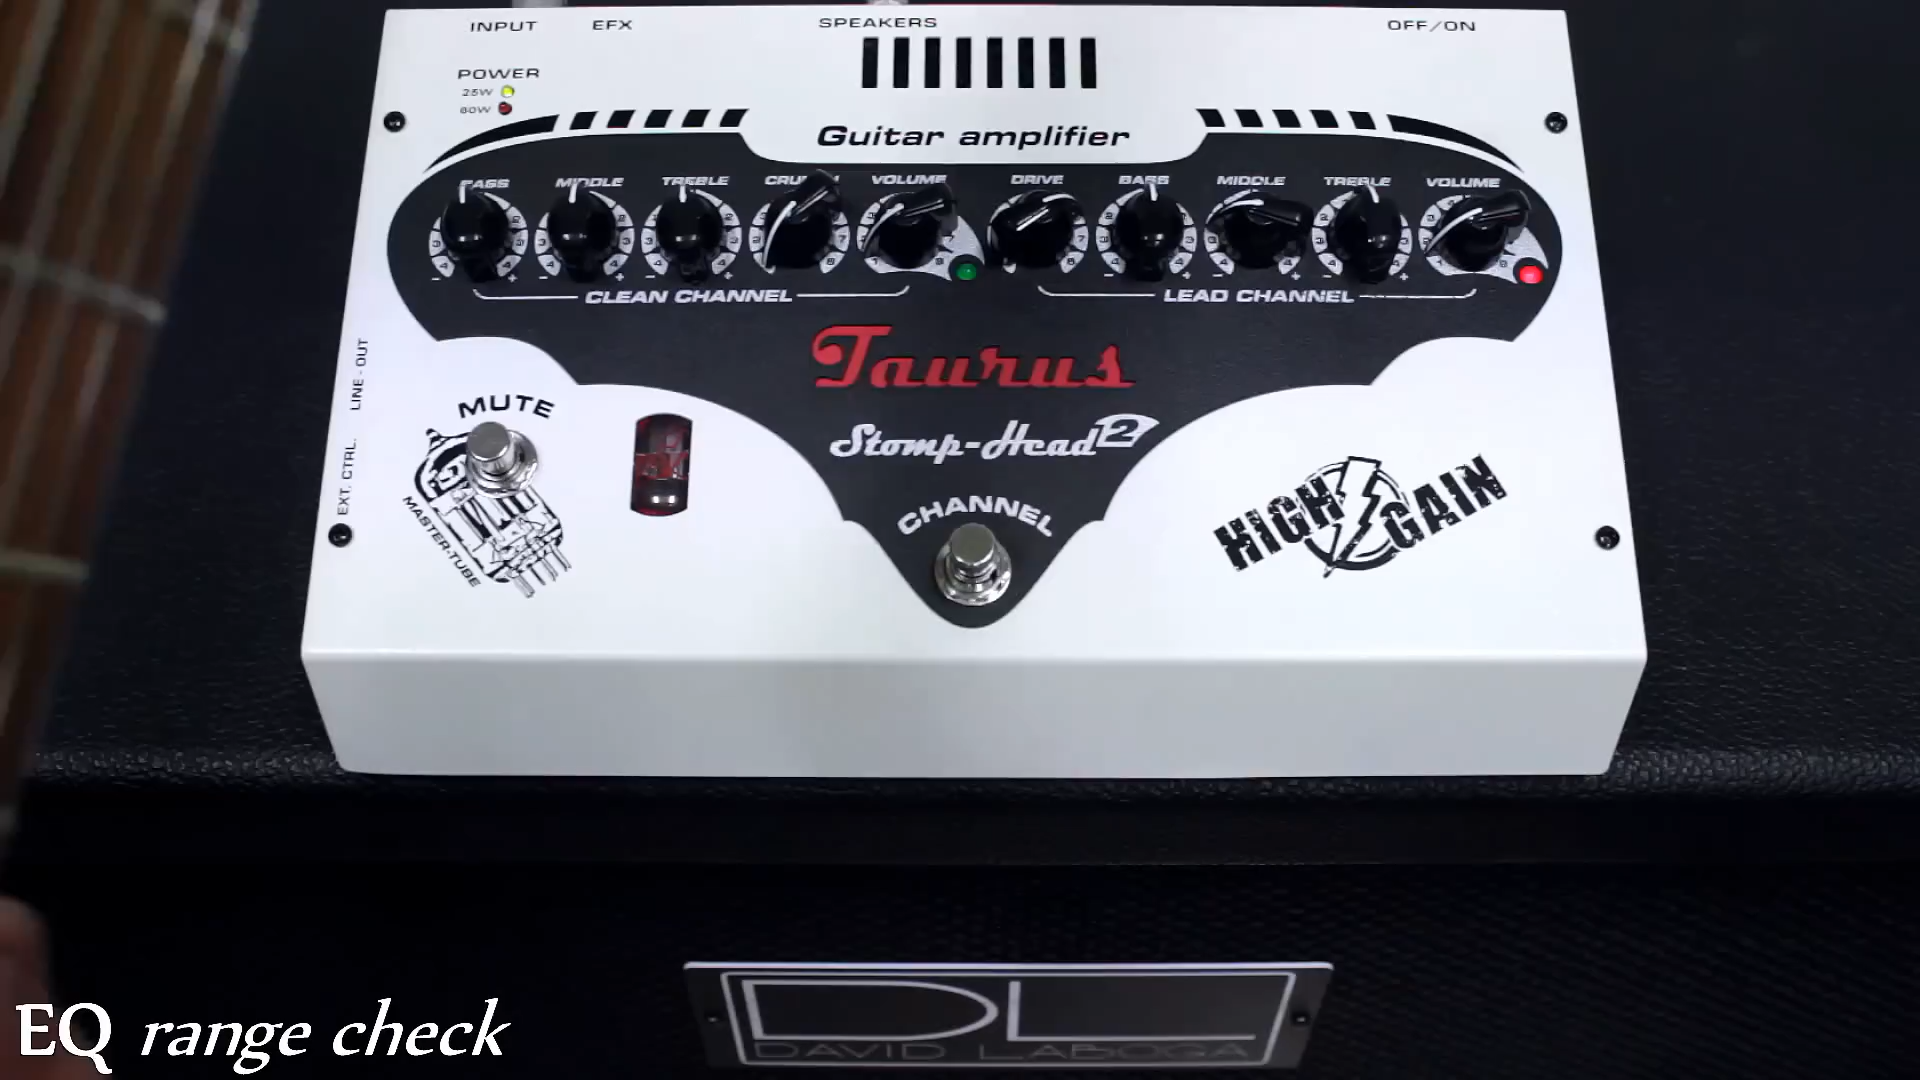 INPUT EFX SPEAKERS OFF/ON
POWER
25W
60W
Guitar amplifier
BASS MIDDLE TREBLE CRUNCH VOLUME DRIVE BASS MIDDLE TREBLE VOLUME
CLEAN CHANNEL LEAD CHANNEL
Taurus
Stomp-Head 2
LINE-OUT
EXT. CTRL.
MUTE
MASTER-TUBE
CHANNEL
HIGH GAIN
DL
DAVID LABOGA
EQ range check